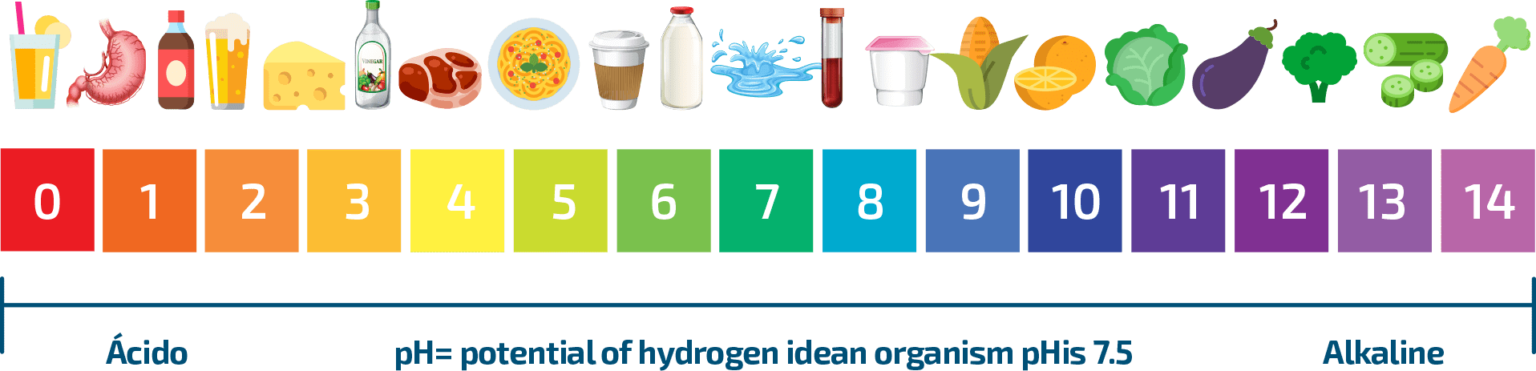 VINEGAR
0 1 2 3 4 5 6 7 8 9 10 11 12 13 14
Ácido pH= potential of hydrogen idean organism pHis 7.5 Alkaline